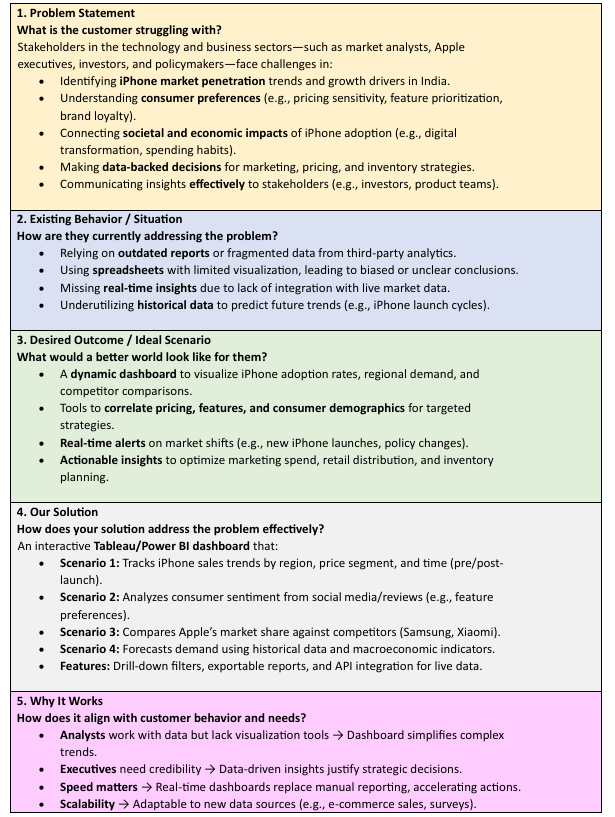 1. Problem Statement
What is the customer struggling with?
Stakeholders in the technology and business sectors—such as market analysts, Apple
executives, investors, and policymakers—face challenges in:
• Identifying iPhone market penetration trends and growth drivers in India.
• Understanding consumer preferences (e.g., pricing sensitivity, feature prioritization,
brand loyalty).
• Connecting societal and economic impacts of iPhone adoption (e.g., digital
transformation, spending habits).
• Making data-backed decisions for marketing, pricing, and inventory strategies.
• Communicating insights effectively to stakeholders (e.g., investors, product teams).
2. Existing Behavior / Situation
How are they currently addressing the problem?
• Relying on outdated reports or fragmented data from third-party analytics.
• Using spreadsheets with limited visualization, leading to biased or unclear conclusions.
• Missing real-time insights due to lack of integration with live market data.
• Underutilizing historical data to predict future trends (e.g., iPhone launch cycles).
3. Desired Outcome / Ideal Scenario
What would a better world look like for them?
• A dynamic dashboard to visualize iPhone adoption rates, regional demand, and
competitor comparisons.
• Tools to correlate pricing, features, and consumer demographics for targeted
strategies.
• Real-time alerts on market shifts (e.g., new iPhone launches, policy changes).
• Actionable insights to optimize marketing spend, retail distribution, and inventory
planning.
4. Our Solution
How does your solution address the problem effectively?
An interactive Tableau/Power BI dashboard that:
• Scenario 1: Tracks iPhone sales trends by region, price segment, and time (pre/post-
launch).
• Scenario 2: Analyzes consumer sentiment from social media/reviews (e.g., feature
preferences).
• Scenario 3: Compares Apple’s market share against competitors (Samsung, Xiaomi).
• Scenario 4: Forecasts demand using historical data and macroeconomic indicators.
• Features: Drill-down filters, exportable reports, and API integration for live data.
5. Why It Works
How does it align with customer behavior and needs?
• Analysts work with data but lack visualization tools → Dashboard simplifies complex
trends.
• Executives need credibility → Data-driven insights justify strategic decisions.
• Speed matters → Real-time dashboards replace manual reporting, accelerating actions.
• Scalability → Adaptable to new data sources (e.g., e-commerce sales, surveys).